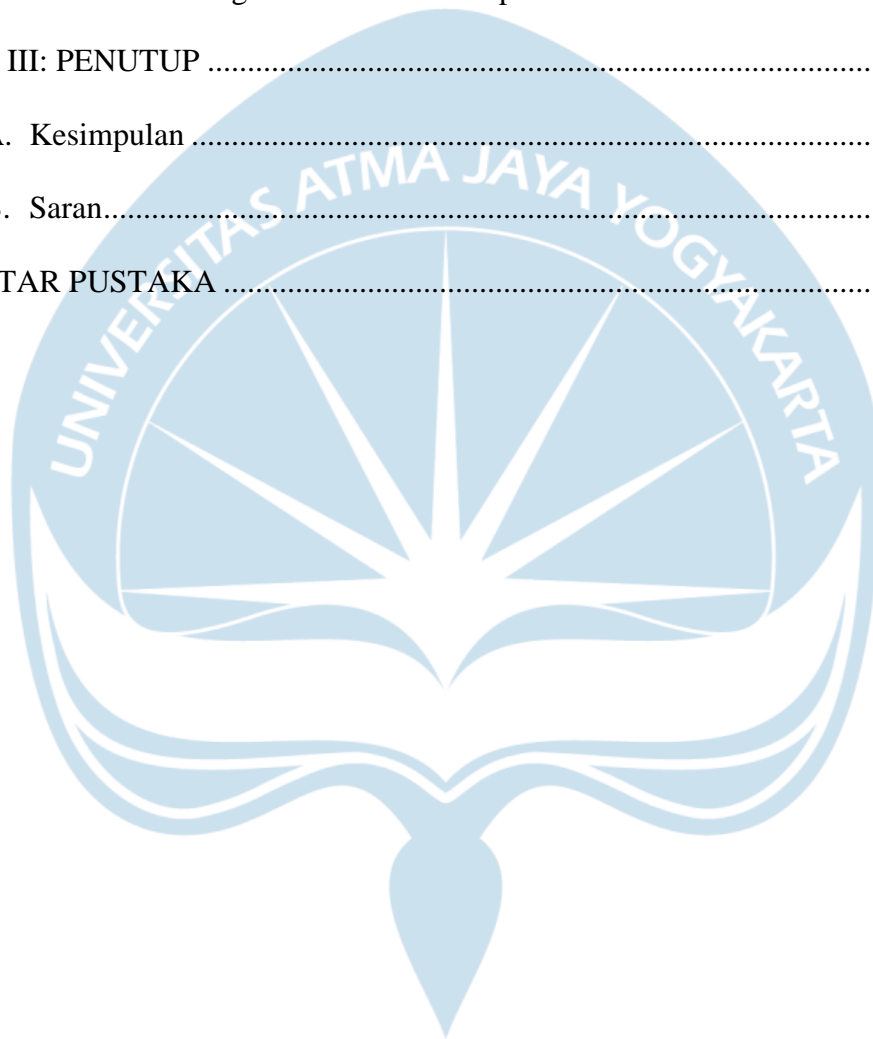 III: PENUTUP ...................................................................................
A. Kesimpulan .....................................................................................
B. Saran................................................................................................
TAR PUSTAKA .................................................................................
UNIVERSITAS ATMA JAYA YOGYAKARTA